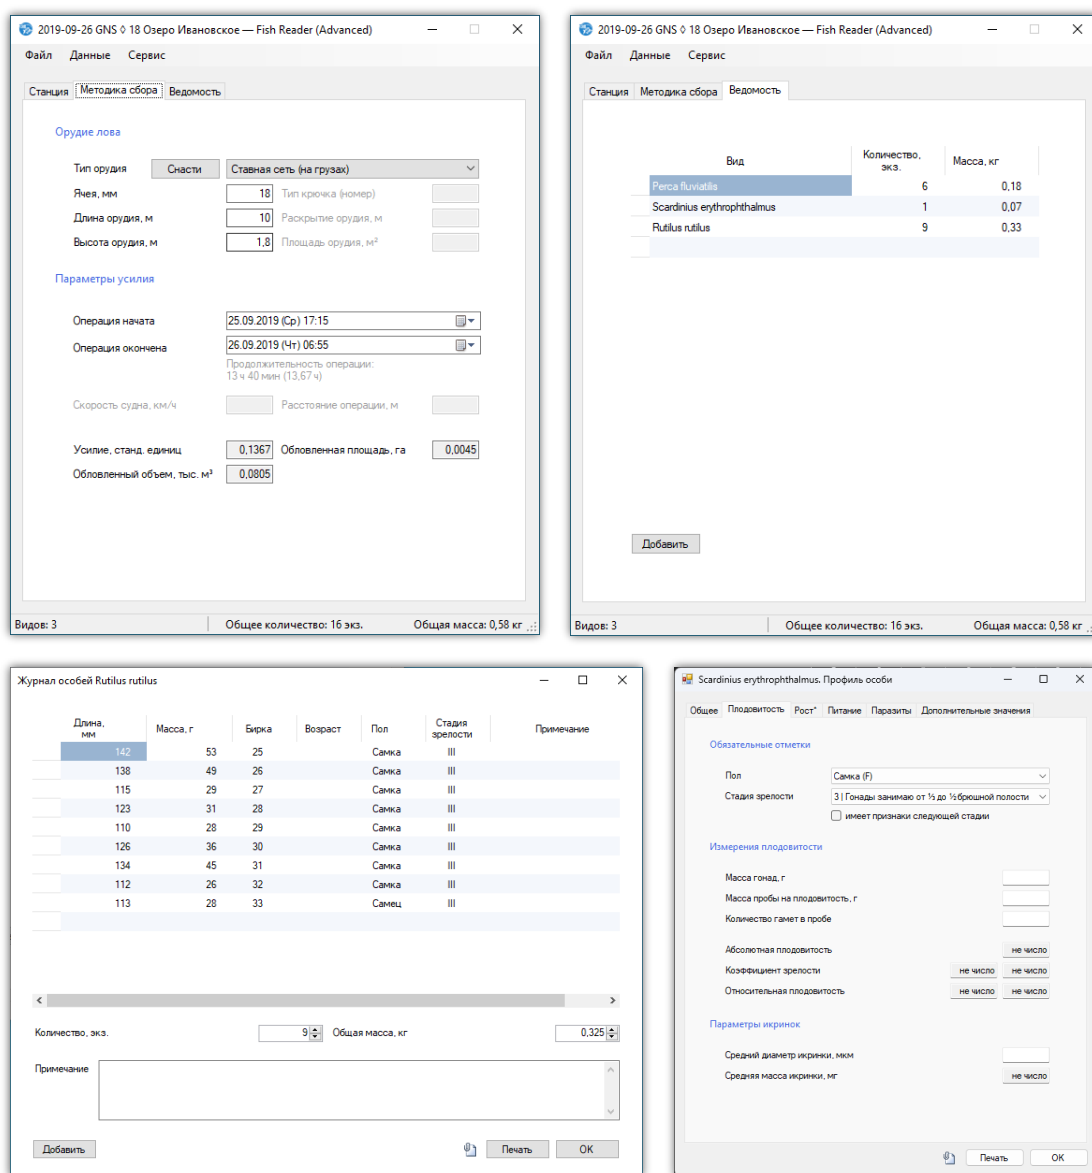 2019-09-26 GNS ◊ 18 Озеро Ивановское — Fish Reader (Advanced)
Файл Данные Сервис
Станция Методика сбора Ведомость
Орудие лова
Тип орудия Снасти Ставная сеть (на грузах)
Ячея, мм 18 Тип крючка (номер)
Длина орудия, м 10 Раскрытие орудия, м
Высота орудия, м 1,8 Площадь орудия, м²
Параметры усилия
Операция начата 25.09.2019 (Ср) 17:15
Операция окончена 26.09.2019 (Чт) 06:55
Продолжительность операции:
13 ч 40 мин (13,67 ч)
Скорость судна, км/ч Расстояние операции, м
Усилие, станд. единиц 0,1367 Обловленная площадь, га 0,0045
Обловленный объем, тыс. м³ 0,0805
Видов: 3 Общее количество: 16 экз. Общая масса: 0,58 кг
2019-09-26 GNS ◊ 18 Озеро Ивановское — Fish Reader (Advanced)
Файл Данные Сервис
Станция Методика сбора Ведомость
Вид Количество, экз. Масса, кг
Perca fluviatilis 6 0,18
Scardinius erythrophthalmus 1 0,07
Rutilus rutilus 9 0,33
Добавить
Видов: 3 Общее количество: 16 экз. Общая масса: 0,58 кг
Журнал особей Rutilus rutilus
Длина, мм Масса, г Бирка Возраст Пол Стадия зрелости Примечание
142 53 25 Самка III
138 49 26 Самка III
115 29 27 Самка III
123 31 28 Самка III
110 28 29 Самка III
126 36 30 Самка III
134 45 31 Самка III
112 26 32 Самка III
113 28 33 Самец III
Количество, экз. 9 Общая масса, кг 0,325
Примечание
Добавить Печать OK
Scardinius erythrophthalmus. Профиль особи
Общее Плодовитость Рост* Питание Паразиты Дополнительные значения
Обязательные отметки
Пол Самка (F)
Стадия зрелости 3 | Гонады занимаю от ⅓ до ½ брюшной полости
имеет признаки следующей стадии
Измерения плодовитости
Масса гонад, г
Масса пробы на плодовитость, г
Количество гамет в пробе
Абсолютная плодовитость не число
Коэффициент зрелости не число не число
Относительная плодовитость не число не число
Параметры икринок
Средний диаметр икринки, мкм
Средняя масса икринки, мг не число
Печать OK